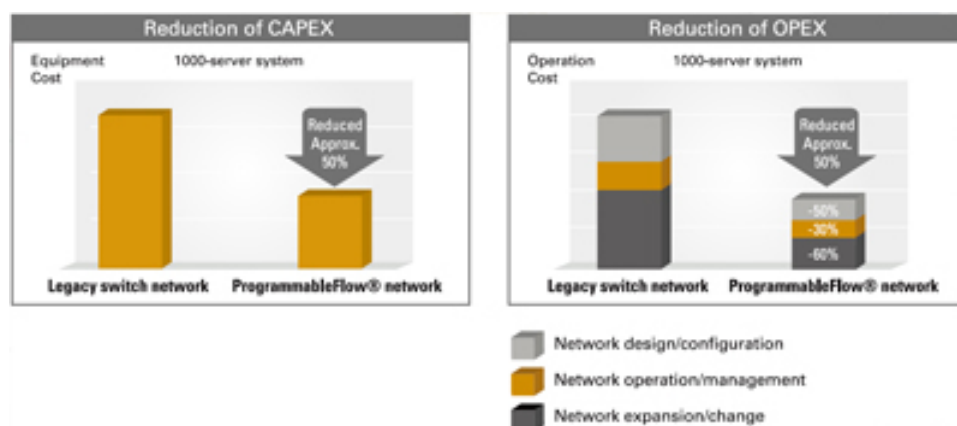 Reduction of CAPEX
Equipment Cost
1000-server system
Reduced
Approx.
50%
Legacy switch network
ProgrammableFlow® network
Reduction of OPEX
Operation Cost
1000-server system
Reduced
Approx.
50%
-50%
-30%
-60%
Legacy switch network
ProgrammableFlow® network
Network design/configuration
Network operation/management
Network expansion/change